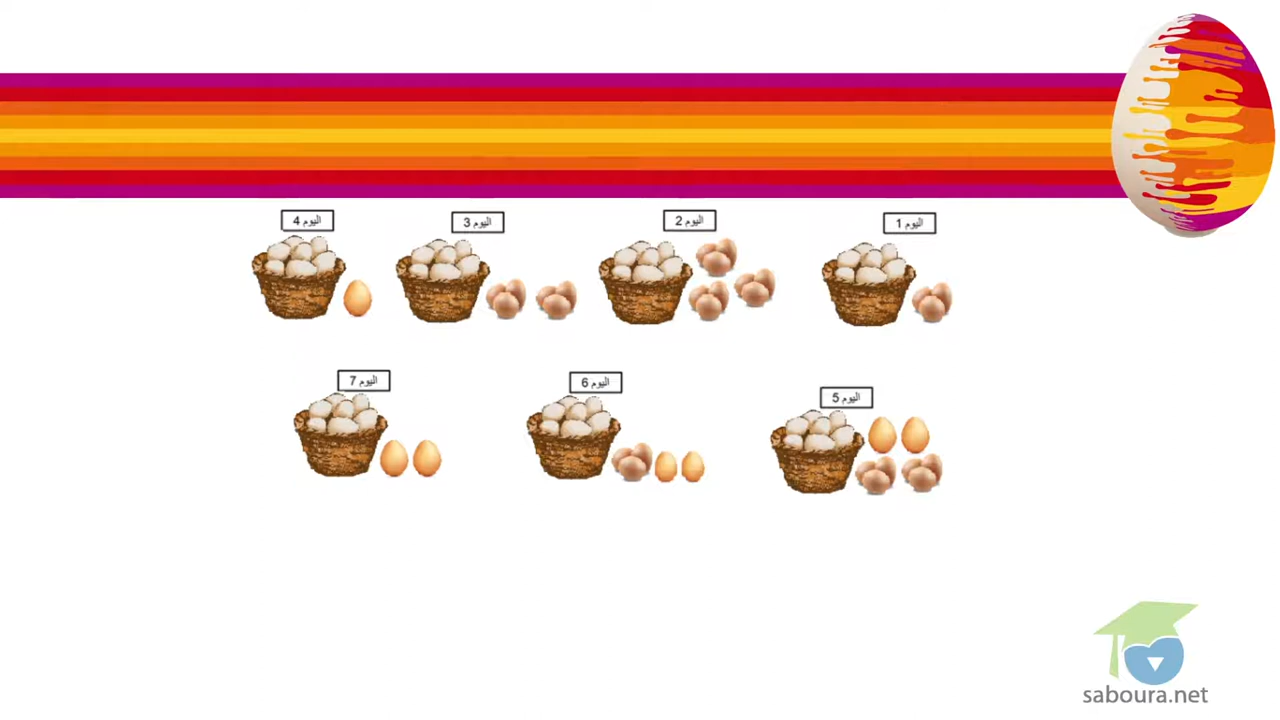 اليوم 1
اليوم 2
اليوم 3
اليوم 4
اليوم 5
اليوم 6
اليوم 7
saboura.net